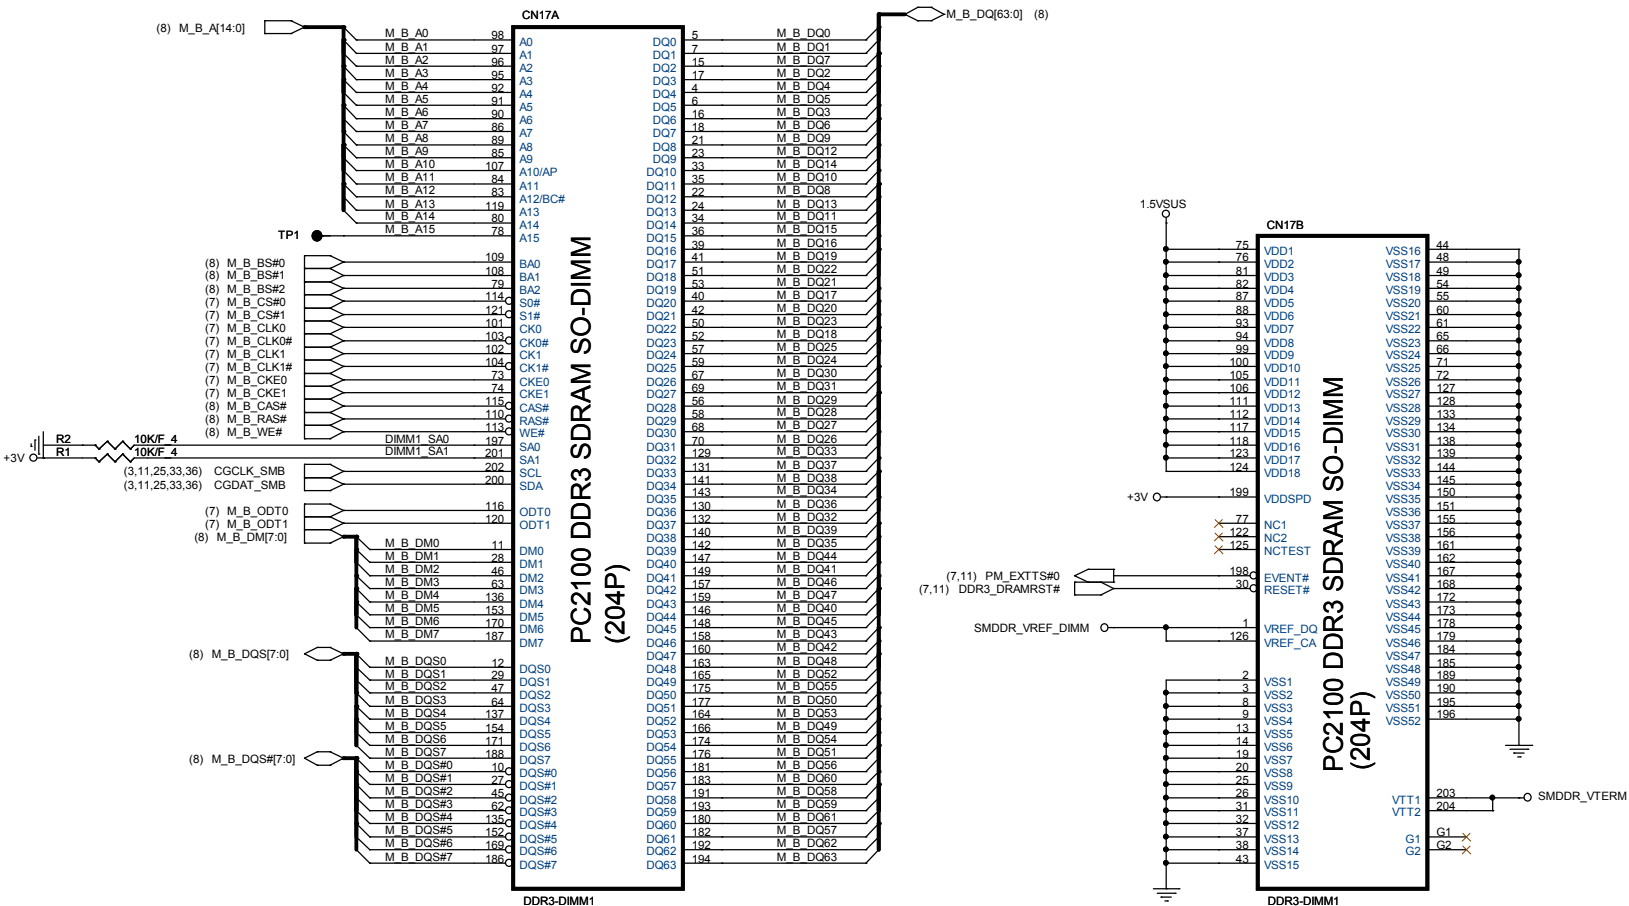 CN17A
(8) M_B_A[14:0]
M_B_A0 98 A0
M_B_A1 97 A1
M_B_A2 96 A2
M_B_A3 95 A3
M_B_A4 92 A4
M_B_A5 91 A5
M_B_A6 90 A6
M_B_A7 86 A7
M_B_A8 89 A8
M_B_A9 85 A9
M_B_A10 107 A10/AP
M_B_A11 84 A11
M_B_A12 83 A12/BC#
M_B_A13 119 A13
M_B_A14 80 A14
TP1 M_B_A15 78 A15
(8) M_B_BS#0 109 BA0
(8) M_B_BS#1 108 BA1
(8) M_B_BS#2 79 BA2
(7) M_B_CS#0 114 S0#
(7) M_B_CS#1 121 S1#
(7) M_B_CLK0 101 CK0
(7) M_B_CLK0# 103 CK0#
(7) M_B_CLK1 102 CK1
(7) M_B_CLK1# 104 CK1#
(7) M_B_CKE0 73 CKE0
(7) M_B_CKE1 74 CKE1
(8) M_B_CAS# 115 CAS#
(8) M_B_RAS# 110 RAS#
(8) M_B_WE# 113 WE#
R2 10K/F_4 DIMM1_SA0 197 SA0
+3V R1 10K/F_4 DIMM1_SA1 201 SA1
(3,11,25,33,36) CGCLK_SMB 202 SCL
(3,11,25,33,36) CGDAT_SMB 200 SDA
(7) M_B_ODT0 116 ODT0
(7) M_B_ODT1 120 ODT1
(8) M_B_DM[7:0]
M_B_DM0 11 DM0
M_B_DM1 28 DM1
M_B_DM2 46 DM2
M_B_DM3 63 DM3
M_B_DM4 136 DM4
M_B_DM5 153 DM5
M_B_DM6 170 DM6
M_B_DM7 187 DM7
(8) M_B_DQS[7:0]
M_B_DQS0 12 DQS0
M_B_DQS1 29 DQS1
M_B_DQS2 47 DQS2
M_B_DQS3 64 DQS3
M_B_DQS4 137 DQS4
M_B_DQS5 154 DQS5
M_B_DQS6 171 DQS6
M_B_DQS7 188 DQS7
(8) M_B_DQS#[7:0]
M_B_DQS#0 10 DQS#0
M_B_DQS#1 27 DQS#1
M_B_DQS#2 45 DQS#2
M_B_DQS#3 62 DQS#3
M_B_DQS#4 135 DQS#4
M_B_DQS#5 152 DQS#5
M_B_DQS#6 169 DQS#6
M_B_DQS#7 186 DQS#7
PC2100 DDR3 SDRAM SO-DIMM
(204P)
M_B_DQ[63:0] (8)
DQ0 5 M_B_DQ0
DQ1 7 M_B_DQ1
DQ2 15 M_B_DQ7
DQ3 17 M_B_DQ2
DQ4 4 M_B_DQ4
DQ5 6 M_B_DQ5
DQ6 16 M_B_DQ3
DQ7 18 M_B_DQ6
DQ8 21 M_B_DQ9
DQ9 23 M_B_DQ12
DQ10 33 M_B_DQ14
DQ11 35 M_B_DQ10
DQ12 22 M_B_DQ8
DQ13 24 M_B_DQ13
DQ14 34 M_B_DQ11
DQ15 36 M_B_DQ15
DQ16 39 M_B_DQ16
DQ17 41 M_B_DQ19
DQ18 51 M_B_DQ22
DQ19 53 M_B_DQ21
DQ20 40 M_B_DQ17
DQ21 42 M_B_DQ20
DQ22 50 M_B_DQ23
DQ23 52 M_B_DQ18
DQ24 57 M_B_DQ25
DQ25 59 M_B_DQ24
DQ26 67 M_B_DQ30
DQ27 69 M_B_DQ31
DQ28 56 M_B_DQ29
DQ29 58 M_B_DQ28
DQ30 68 M_B_DQ27
DQ31 70 M_B_DQ26
DQ32 129 M_B_DQ33
DQ33 131 M_B_DQ37
DQ34 141 M_B_DQ38
DQ35 143 M_B_DQ34
DQ36 130 M_B_DQ36
DQ37 132 M_B_DQ32
DQ38 140 M_B_DQ39
DQ39 142 M_B_DQ35
DQ40 147 M_B_DQ44
DQ41 149 M_B_DQ41
DQ42 157 M_B_DQ46
DQ43 159 M_B_DQ47
DQ44 146 M_B_DQ40
DQ45 148 M_B_DQ45
DQ46 158 M_B_DQ43
DQ47 160 M_B_DQ42
DQ48 163 M_B_DQ48
DQ49 165 M_B_DQ52
DQ50 175 M_B_DQ55
DQ51 177 M_B_DQ50
DQ52 164 M_B_DQ53
DQ53 166 M_B_DQ49
DQ54 174 M_B_DQ54
DQ55 176 M_B_DQ51
DQ56 181 M_B_DQ56
DQ57 183 M_B_DQ60
DQ58 191 M_B_DQ58
DQ59 193 M_B_DQ59
DQ60 180 M_B_DQ61
DQ61 182 M_B_DQ57
DQ62 192 M_B_DQ62
DQ63 194 M_B_DQ63
DDR3-DIMM1
1.5VSUS
CN17B
75 VDD1
76 VDD2
81 VDD3
82 VDD4
87 VDD5
88 VDD6
93 VDD7
94 VDD8
99 VDD9
100 VDD10
105 VDD11
106 VDD12
111 VDD13
112 VDD14
117 VDD15
118 VDD16
123 VDD17
124 VDD18
+3V 199 VDDSPD
77 NC1
122 NC2
125 NCTEST
(7,11) PM_EXTTS#0 198 EVENT#
(7,11) DDR3_DRAMRST# 30 RESET#
SMDDR_VREF_DIMM 1 VREF_DQ
126 VREF_CA
2 VSS1
3 VSS2
8 VSS3
9 VSS4
13 VSS5
14 VSS6
19 VSS7
20 VSS8
25 VSS9
26 VSS10
31 VSS11
32 VSS12
37 VSS13
38 VSS14
43 VSS15
PC2100 DDR3 SDRAM SO-DIMM
(204P)
VSS16 44
VSS17 48
VSS18 49
VSS19 54
VSS20 55
VSS21 60
VSS22 61
VSS23 65
VSS24 66
VSS25 71
VSS26 72
VSS27 127
VSS28 128
VSS29 133
VSS30 134
VSS31 138
VSS32 139
VSS33 144
VSS34 145
VSS35 150
VSS36 151
VSS37 155
VSS38 156
VSS39 161
VSS40 162
VSS41 167
VSS42 168
VSS43 172
VSS44 173
VSS45 178
VSS46 179
VSS47 184
VSS48 185
VSS49 189
VSS50 190
VSS51 195
VSS52 196
VTT1 203 SMDDR_VTERM
VTT2 204
G1 G1
G2 G2
DDR3-DIMM1